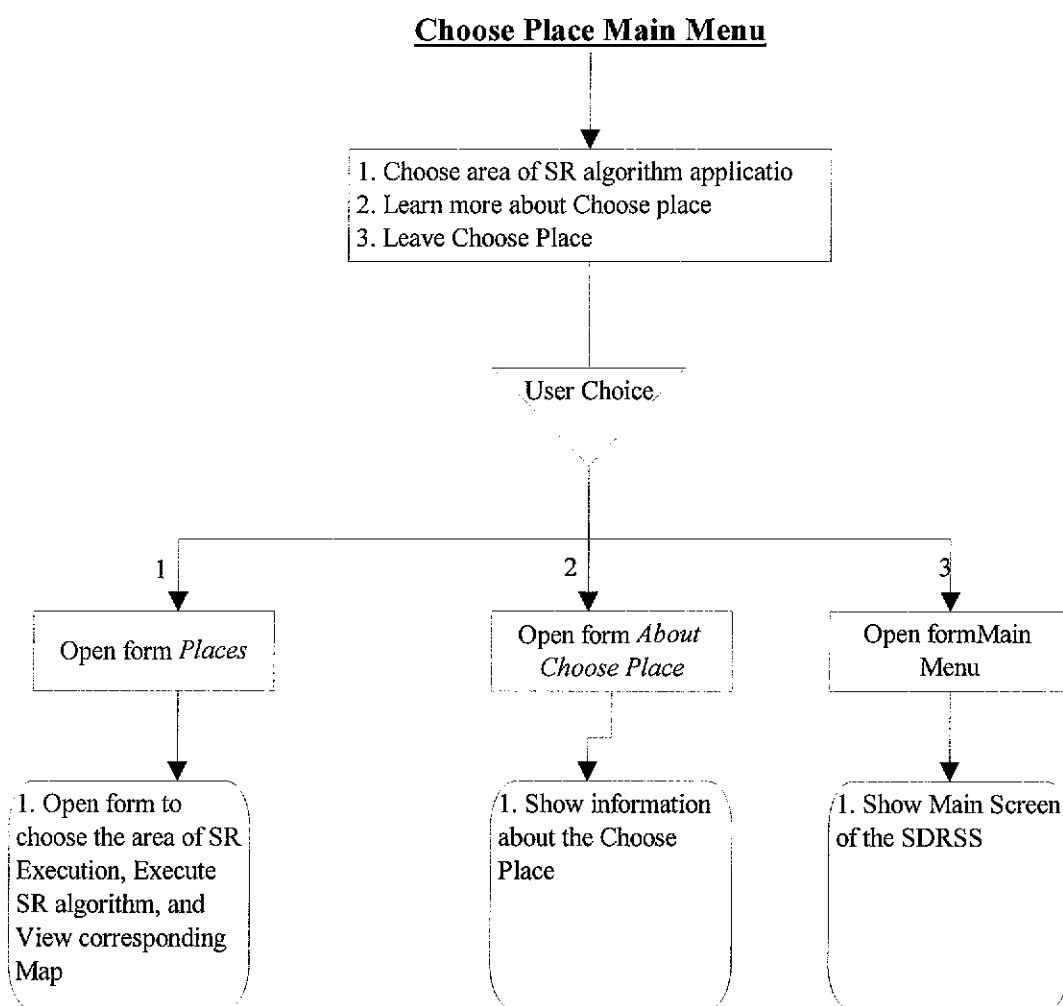 Choose Place Main Menu
1. Choose area of SR algorithm applicatio
2. Learn more about Choose place
3. Leave Choose Place
User Choice
1
2
3
Open form Places
Open form About
Choose Place
Open formMain
Menu
1. Open form to
choose the area of SR
Execution, Execute
SR algorithm, and
View corresponding
Map
1. Show information
about the Choose
Place
1. Show Main Screen
of the SDRSS